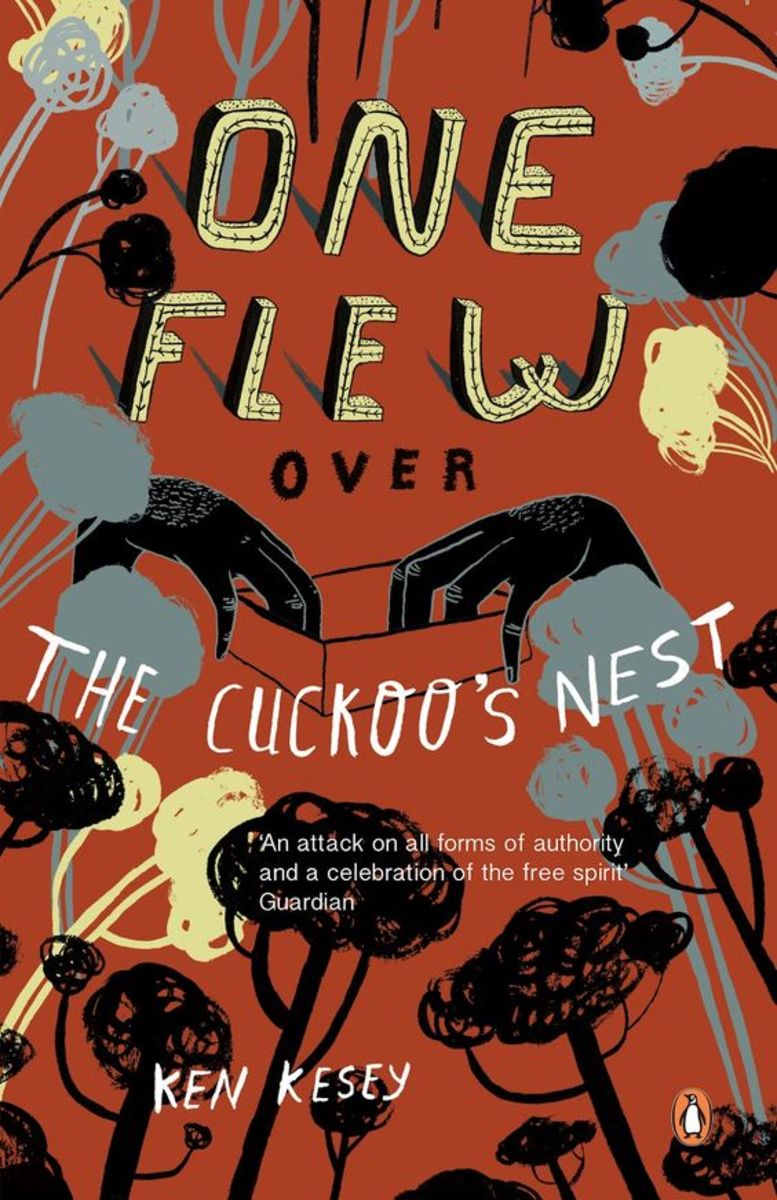 ONE
FLEW
OVER
THE CUCKOO'S NEST
'An attack on all forms of authority
and a celebration of the free spirit'
Guardian
KEN KESEY